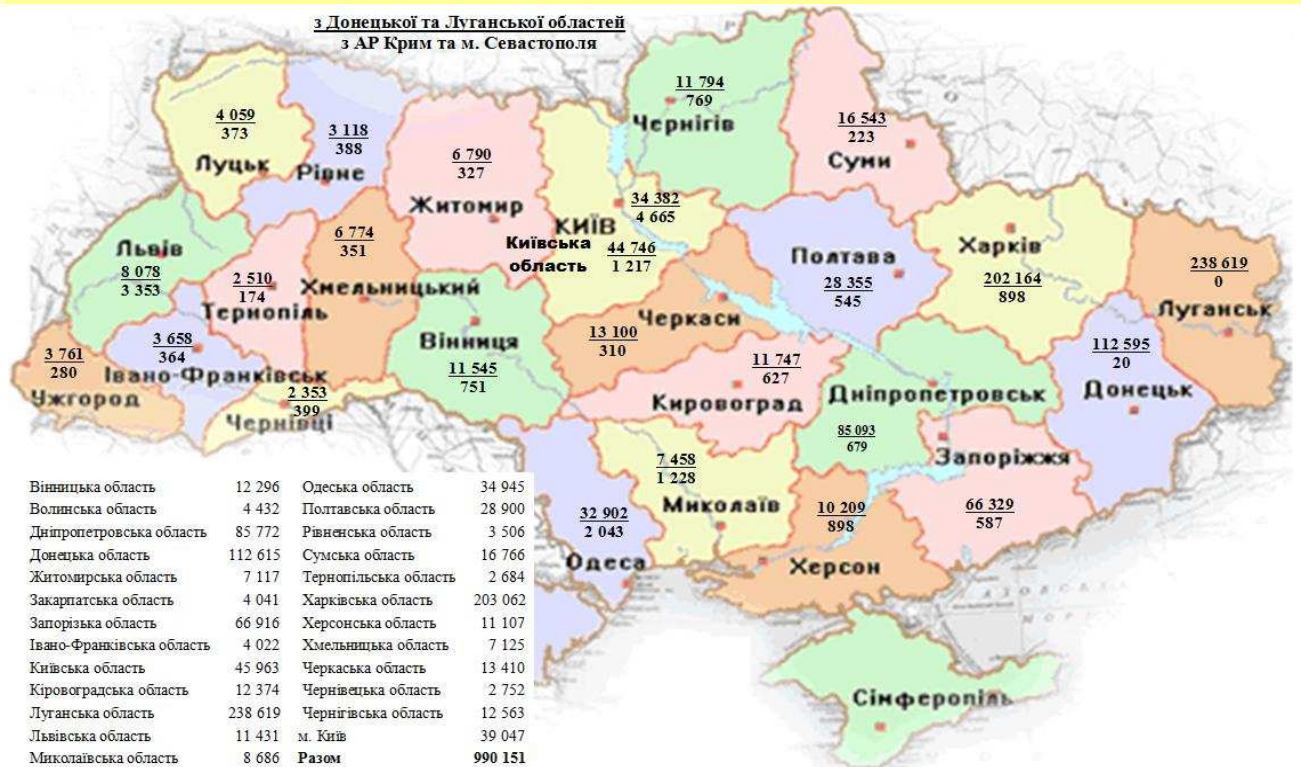 з Донецької та Луганської областей
з АР Крим та м. Севастополя
11 794
769
Чернігів
16 543
223
Суми
4 059
373
Луцьк
3 118
388
Рівне
6 790
327
Житомир
КИЇВ
34 382
4 665
Київська
область
44 746
1 217
Львів
8 078
3 353
2 510
174
Тернопіль
6 774
351
Хмельницький
Полтава
28 355
545
Харків
202 164
898
238 619
0
Луганськ
3 761
280
Ужгород
3 658
364
Івано-Франківськ
2 353
399
Чернівці
Вінниця
11 545
751
Черкаси
13 100
310
11 747
627
Кировоград
Дніпропетровськ
85 093
679
112 595
20
Донецьк
Запоріжжя
66 329
587
7 458
1 228
Миколаїв
32 902
2 043
Одеса
10 209
898
Херсон
АЗОВСЬКЕ
МОРЕ
Сімферопіль
Вінницька область 12 296 Одеська область 34 945
Волинська область 4 432 Полтавська область 28 900
Дніпропетровська область 85 772 Рівненська область 3 506
Донецька область 112 615 Сумська область 16 766
Житомирська область 7 117 Тернопільська область 2 684
Закарпатська область 4 041 Харківська область 203 062
Запорізька область 66 916 Херсонська область 11 107
Івано-Франківська область 4 022 Хмельницька область 7 125
Київська область 45 963 Черкаська область 13 410
Кіровоградська область 12 374 Чернівецька область 2 752
Луганська область 238 619 Чернігівська область 12 563
Львівська область 11 431 м. Київ 39 047
Миколаївська область 8 686 Разом 990 151